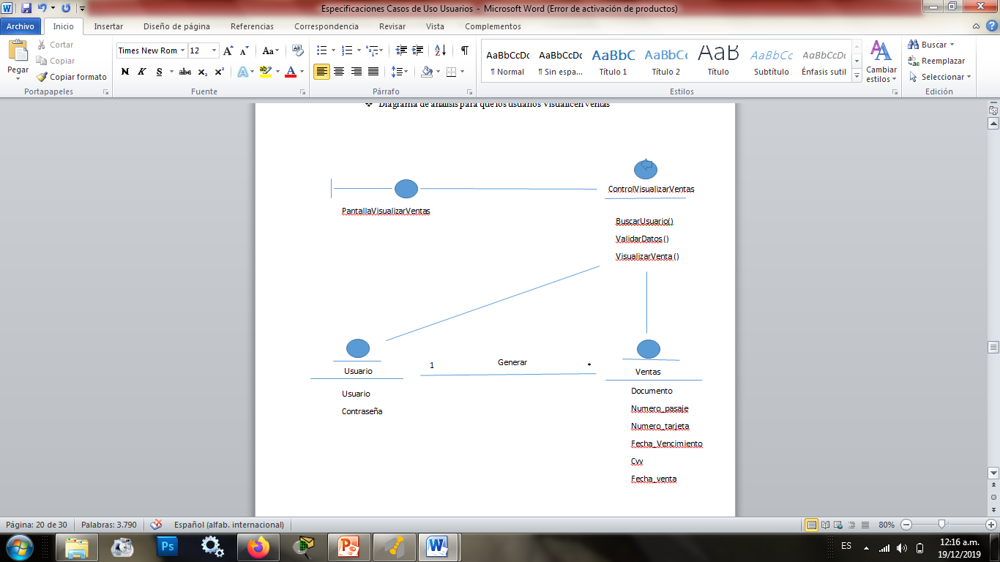 Especificaciones Casos de Uso Usuarios - Microsoft Word (Error de activación de productos)
Archivo Inicio Insertar Diseño de página Referencias Correspondencia Revisar Vista Complementos
Pegar
Cortar
Copiar
Copiar formato
Portapapeles
Times New Rom 12
N K S abc x₂ x²
Fuente
Párrafo
AaBbCcDc AaBbCcDc AaBbC AaBbCc AaB AaBbCc AaBbCcDc
¶ Normal ¶ Sin espa... Título 1 Título 2 Título Subtítulo Énfasis sutil
Estilos
Cambiar estilos
Buscar
Reemplazar
Seleccionar
Edición
Diagrama de análisis para que los usuarios Visualicen ventas
ControlVisualizarVentas
PantallaVisualizarVentas
BuscarUsuario()
ValidarDatos ()
VisualizarVenta ()
1 Generar *
Usuario
Usuario
Contraseña
Ventas
Documento
Numero_pasaje
Numero_tarjeta
Fecha_Vencimiento
Cvv
Fecha_venta
Página: 20 de 30 Palabras: 3.790 Español (alfab. internacional) 80%
Ps ES 12:16 a.m.
19/12/2019